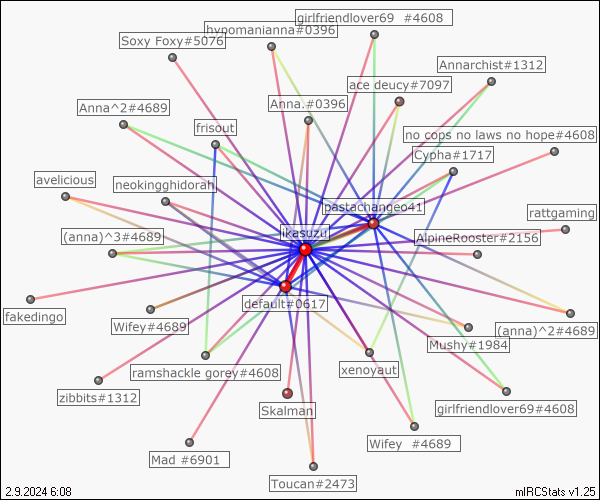 girlfriendlover69 #4608
hypomanianna#0396
Soxy Foxy#5076
Annarchist#1312
ace deucy#7097
Anna.#0396
Anna^2#4689
frisout
no cops no laws no hope#4608
Cypha#1717
avelicious
neokingghidorah
pastachangeo41
rattgaming
ikasuzu
(anna)^3#4689
AlpineRooster#2156
default#0617
fakedingo
Wifey#4689
(anna)^2#4689
Mushy#1984
xenoyaut
ramshackle gorey#4608
zibbits#1312
Skalman
girlfriendlover69#4608
Wifey #4689
Mad #6901
Toucan#2473
2.9.2024 6:08
mIRCStats v1.25